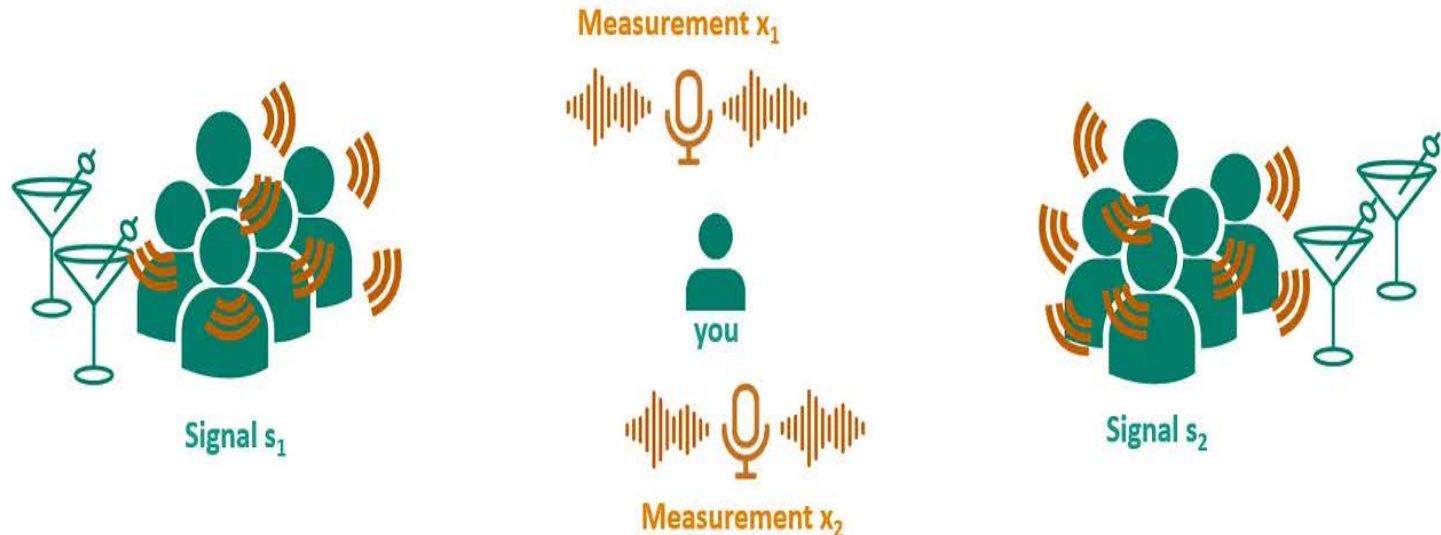 Measurement x₁
you
Signal s₁
Signal s₂
Measurement x₂